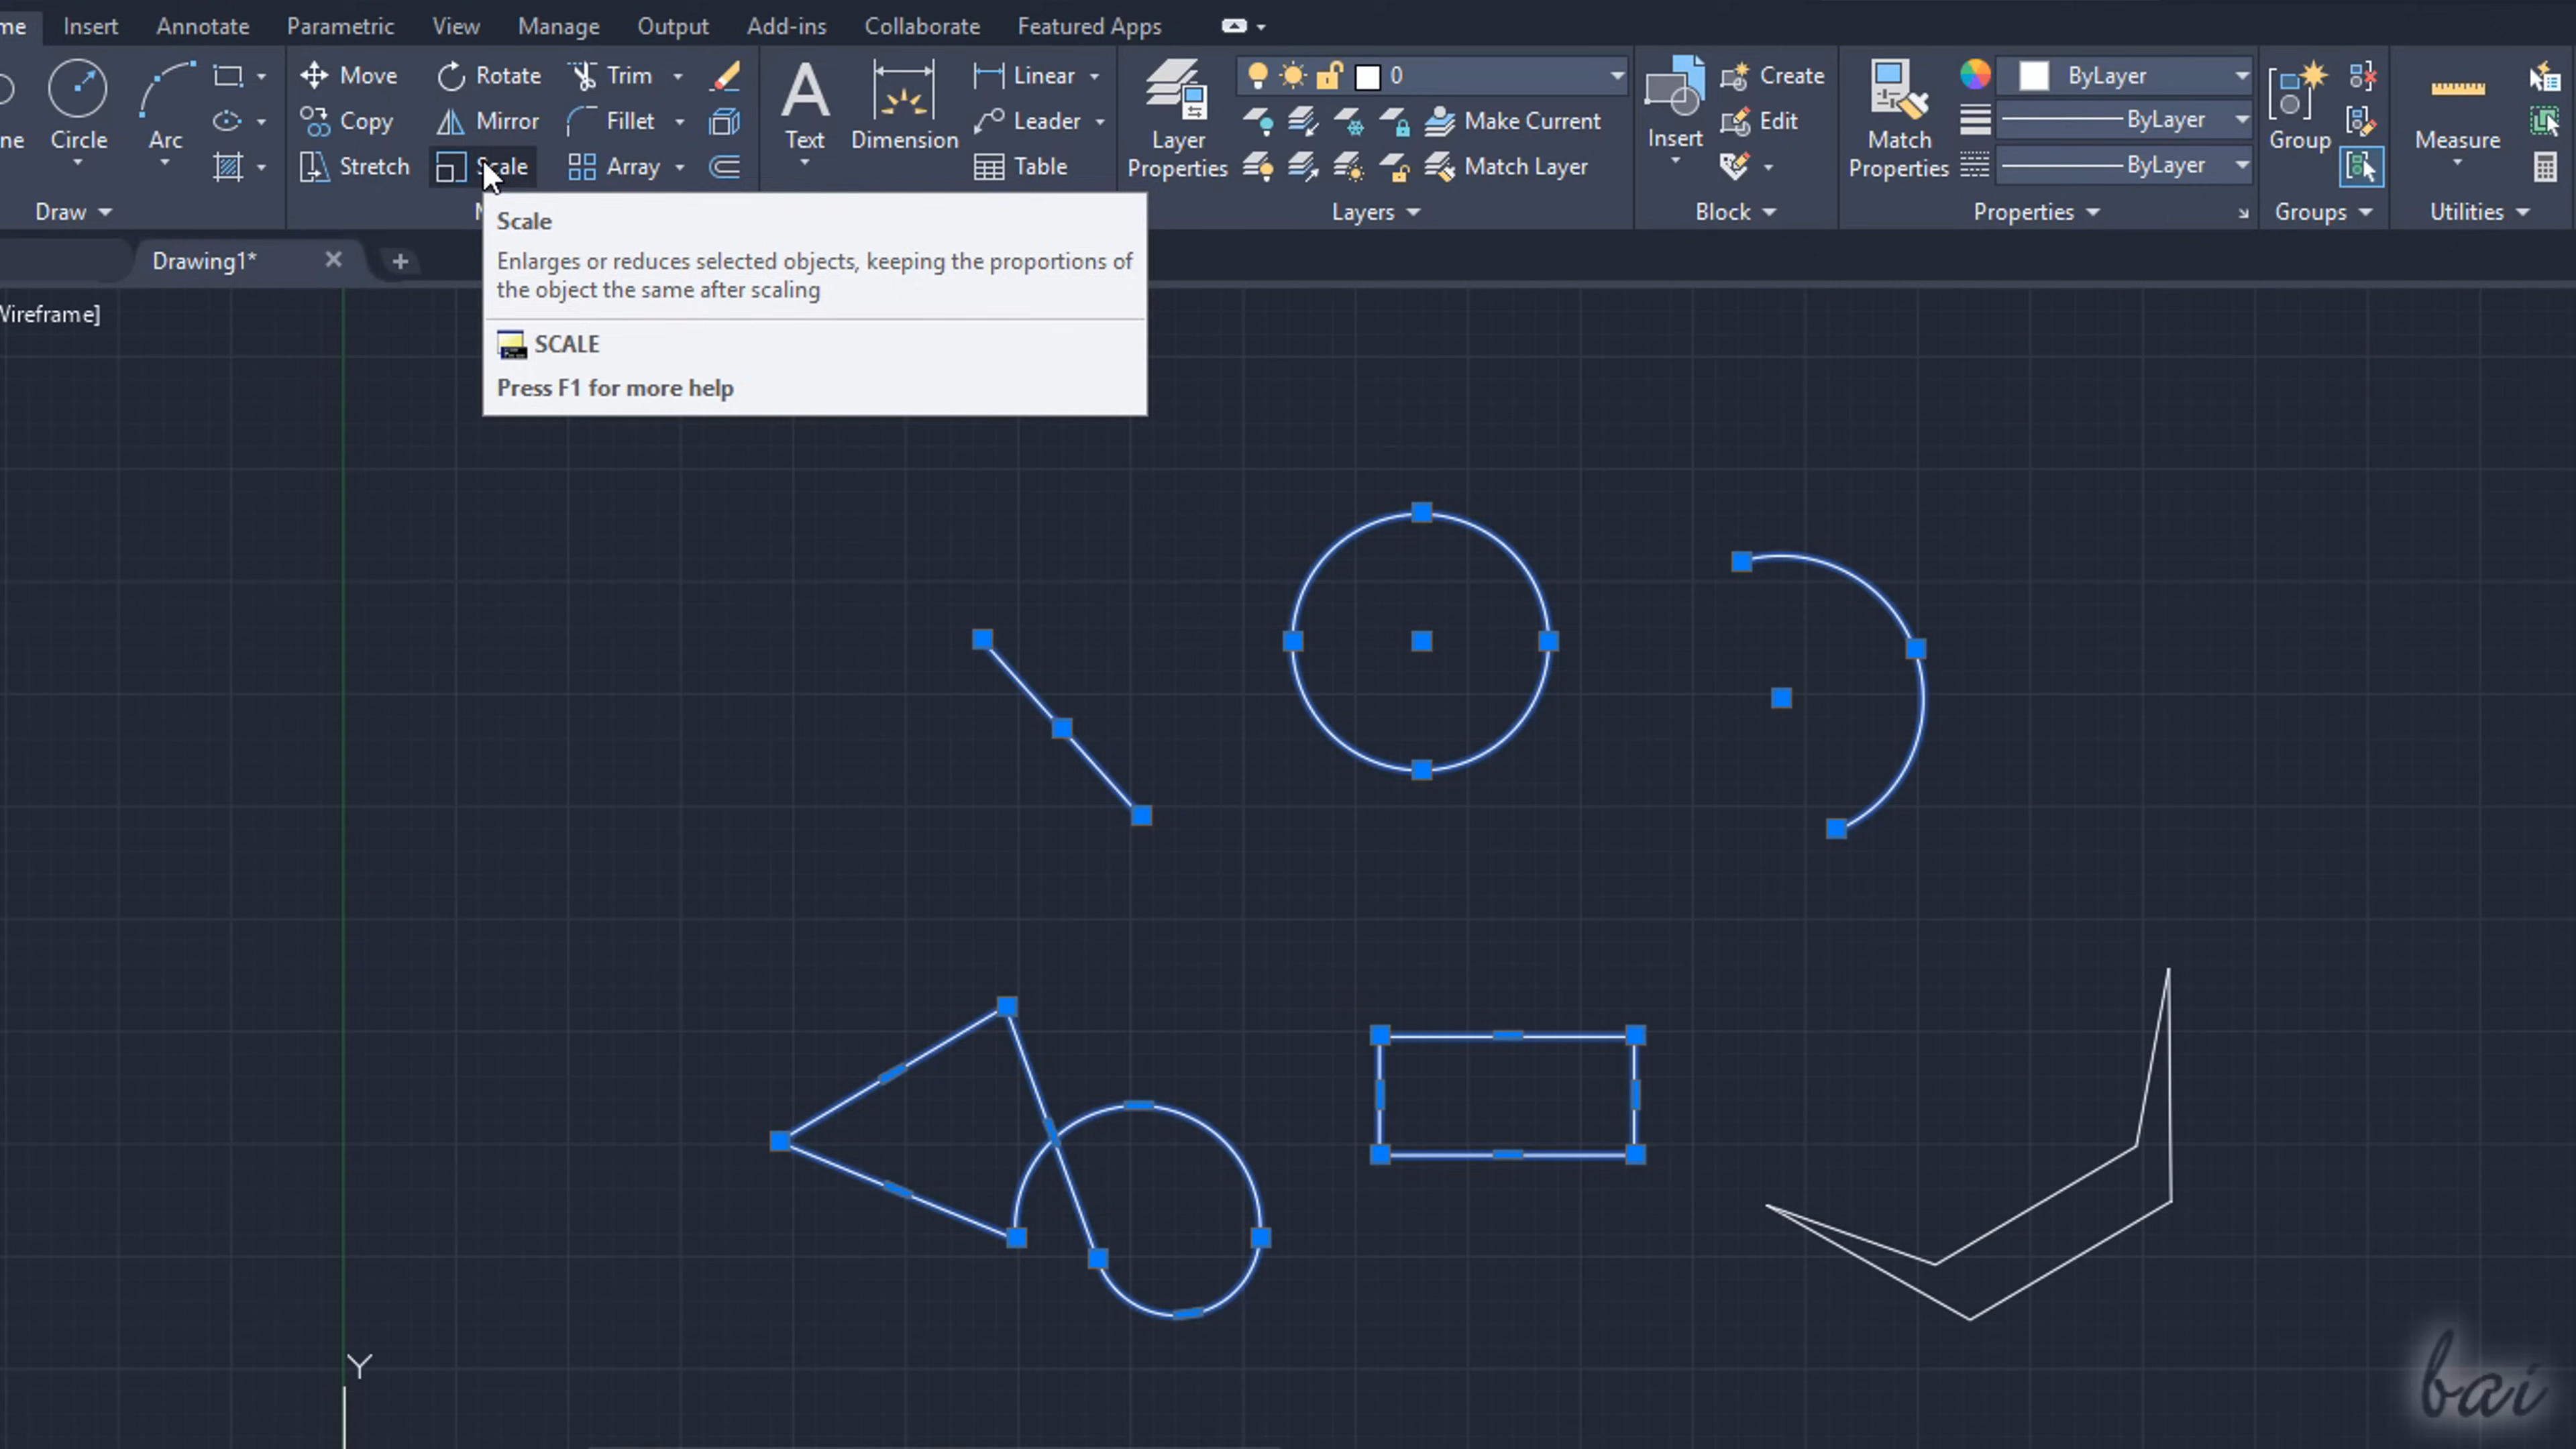 me Insert Annotate Parametric View Manage Output Add-ins Collaborate Featured Apps
Move Rotate Trim Linear 0 Create ByLayer
Copy Mirror Fillet Leader Make Current Edit ByLayer
ne Circle Arc Text Dimension Layer Properties Insert Match Properties Group Measure
Stretch Scale Array Table Match Layer ByLayer
Draw Layers Block Properties Groups Utilities
Drawing1*
Scale
Enlarges or reduces selected objects, keeping the proportions of
the object the same after scaling
SCALE
Press F1 for more help
Wireframe]
Y
bai